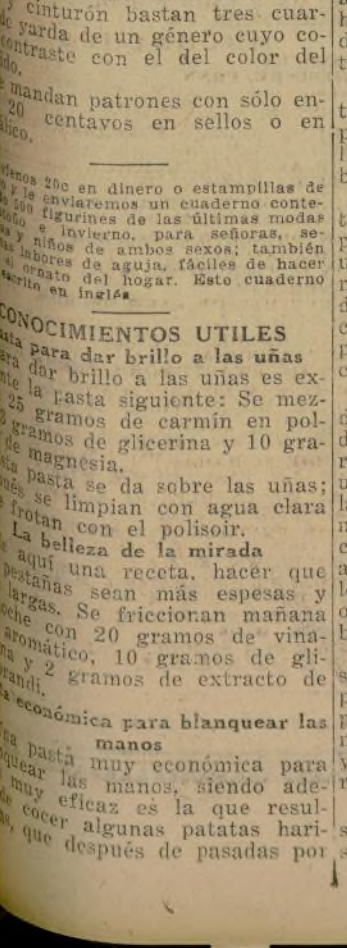 cinturón bastan tres cuar-
de yarda de un género cuyo co-
contraste con el del color del
mandan patrones con sólo en-
20 centavos en sellos o en
20c en dinero o estampillas de
y le enviaremos un cuaderno conte-
500 figurines de las últimas modas
e invierno, para señoras, se-
y niños de ambos sexos; también
labores de aguja, fáciles de hacer
ornato del hogar. Este cuaderno
escrito en inglés
CONOCIMIENTOS UTILES
para dar brillo a las uñas
dar brillo a las uñas es ex-
la pasta siguiente: Se mez-
25 gramos de carmín en pol-
gramos de glicerina y 10 gra-
de magnesia.
pasta se da sobre las uñas;
se limpian con agua clara
frotan con el polisoir.
La belleza de la mirada
aquí una receta, hacer que
pestañas sean más espesas y
largas. Se friccionan mañana
con 20 gramos de vina-
aromático, 10 gramos de gli-
y 2 gramos de extracto de
económica para blanquear las
manos
pasta muy económica para
las manos, siendo ade-
muy eficaz es la que resul-
de cocer algunas patatas hari-
que después de pasadas por